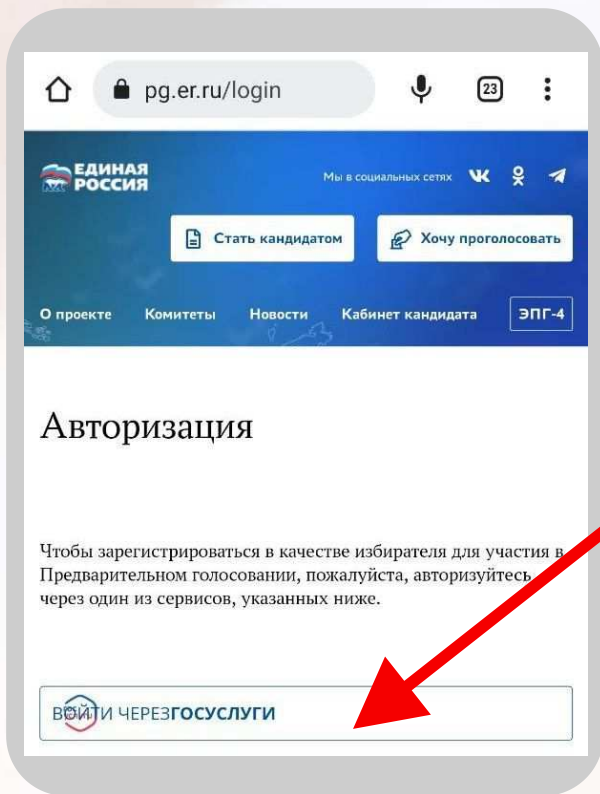 pg.er.ru/login
23
ЕДИНАЯ
РОССИЯ
Мы в социальных сетях
Стать кандидатом
Хочу проголосовать
О проекте
Комитеты
Новости
Кабинет кандидата
ЭПГ-4
Авторизация
Чтобы зарегистрироваться в качестве избирателя для участия в
Предварительном голосовании, пожалуйста, авторизуйтесь
через один из сервисов, указанных ниже.
ВОЙТИ ЧЕРЕЗГОСУСЛУГИ